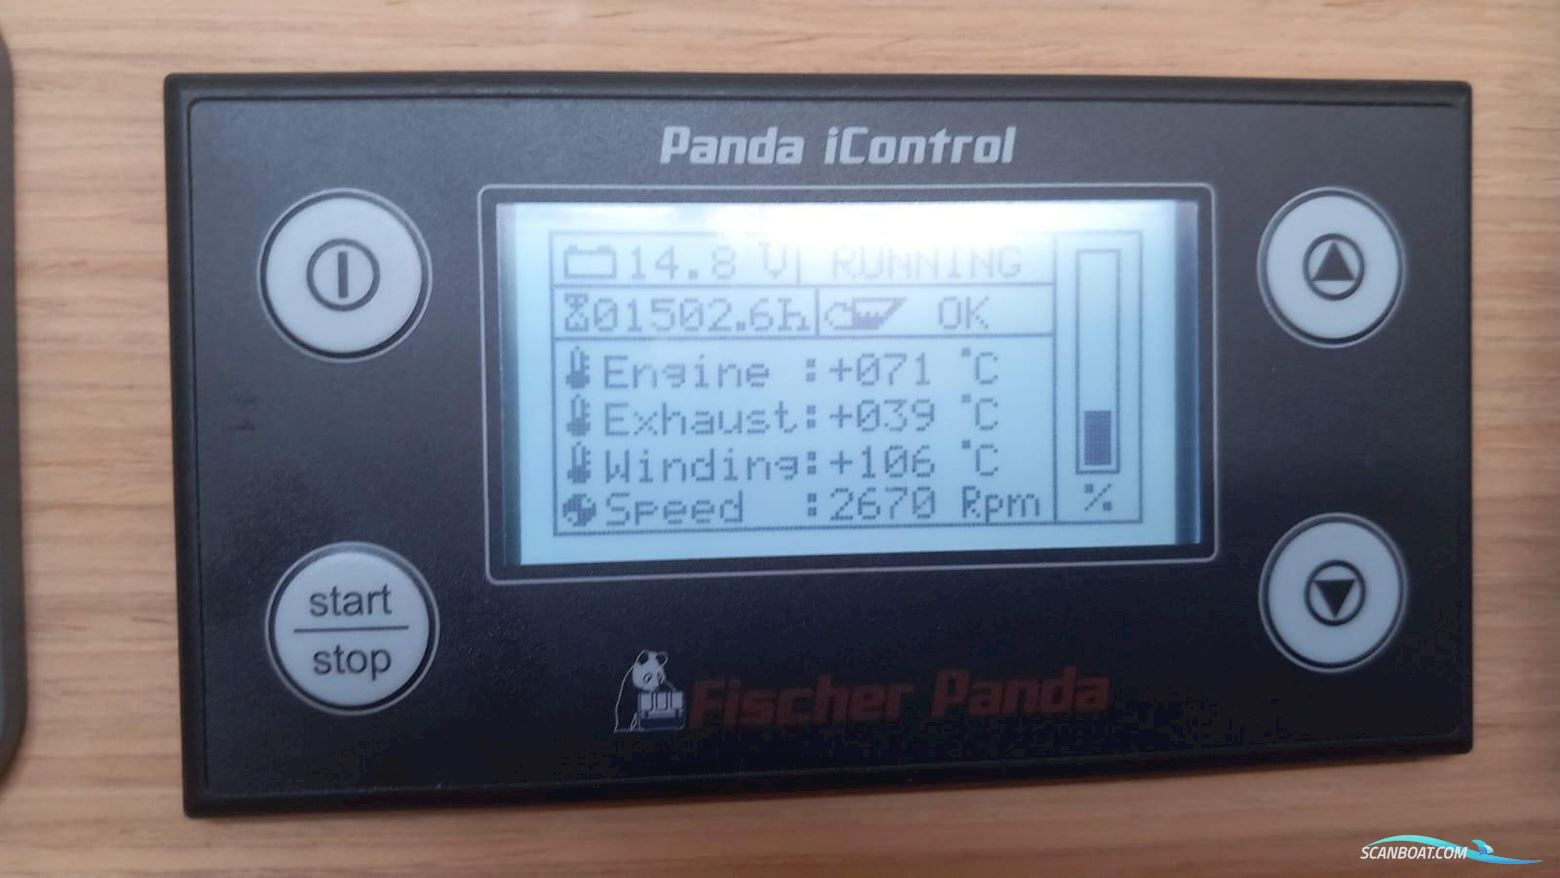 Panda iControl
14.8 V RUNNING
01502.6h OK
Engine :+071 °C
Exhaust:+039 °C
Winding:+106 °C
Speed :2670 Rpm
%
start
stop
Fischer Panda
SCANBOAT.COM